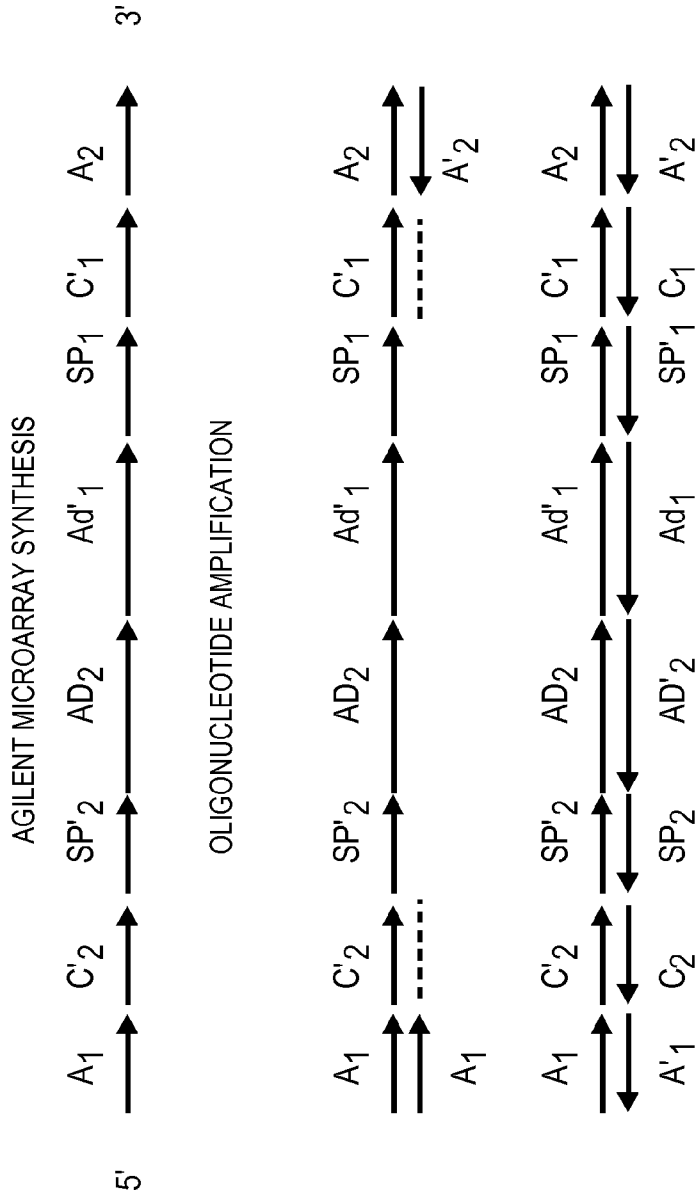 AGILENT MICROARRAY SYNTHESIS
5' A₁ C'₂ SP'₂ AD₂ Ad'₁ SP₁ C'₁ A₂ 3'
OLIGONUCLEOTIDE AMPLIFICATION
A₁ C'₂ SP'₂ AD₂ Ad'₁ SP₁ C'₁ A₂
A₁ A'₂
A₁ C'₂ SP'₂ AD₂ Ad'₁ SP₁ C'₁ A₂
A'₁ C₂ SP₂ AD'₂ Ad₁ SP'₁ C₁ A'₂